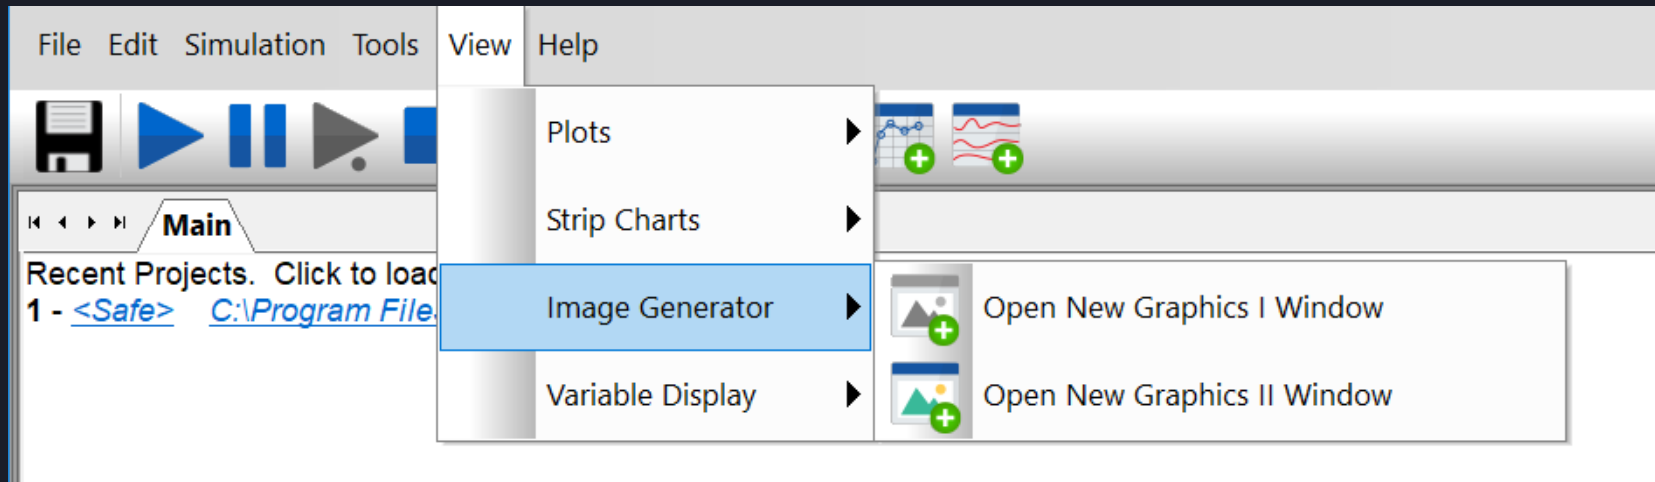 File Edit Simulation Tools View Help
Plots
Strip Charts
Image Generator
Variable Display
Open New Graphics I Window
Open New Graphics II Window
Main
Recent Projects. Click to load
1 - <Safe> C:\Program File